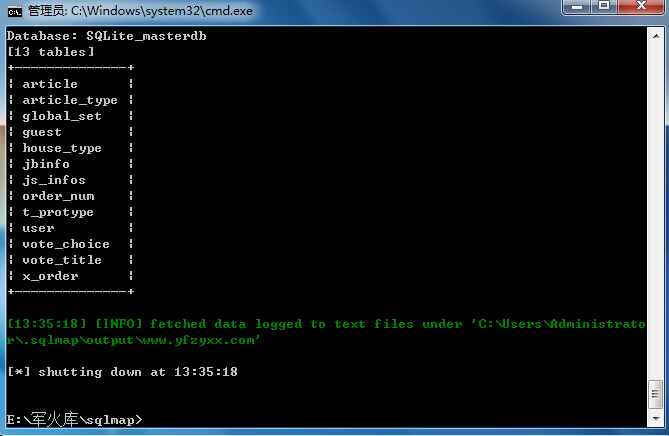 管理员: C:\Windows\system32\cmd.exe
Database: SQLite_masterdb
[13 tables]
+--------------+
| article      |
| article_type |
| global_set   |
| guest        |
| house_type   |
| jbinfo       |
| js_infos     |
| order_num    |
| t_protype    |
| user         |
| vote_choice  |
| vote_title   |
| x_order      |
+--------------+
[13:35:18] [INFO] fetched data logged to text files under 'C:\Users\Administrato
r\.sqlmap\output\www.yfzyxx.com'
[*] shutting down at 13:35:18
E:\军火库\sqlmap>